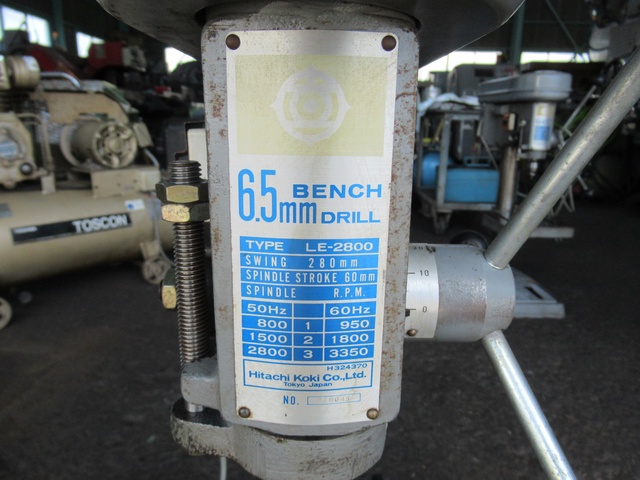 6.5mm BENCH DRILL
TYPE LE-2800
SWING 280mm
SPINDLE STROKE 60mm
SPINDLE R.P.M.
50Hz 60Hz
800 1 950
1500 2 1800
2800 3 3350
H324370
Hitachi Koki Co.,Ltd.
Tokyo Japan
NO.
TOSCON
10
0